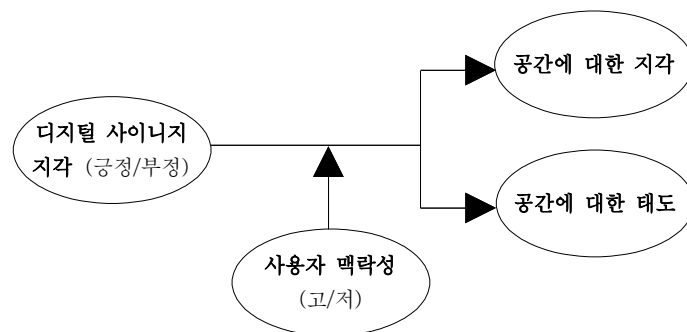 디지털 사이니지
지각 (긍정/부정)
공간에 대한 지각
공간에 대한 태도
사용자 맥락성
(고/저)